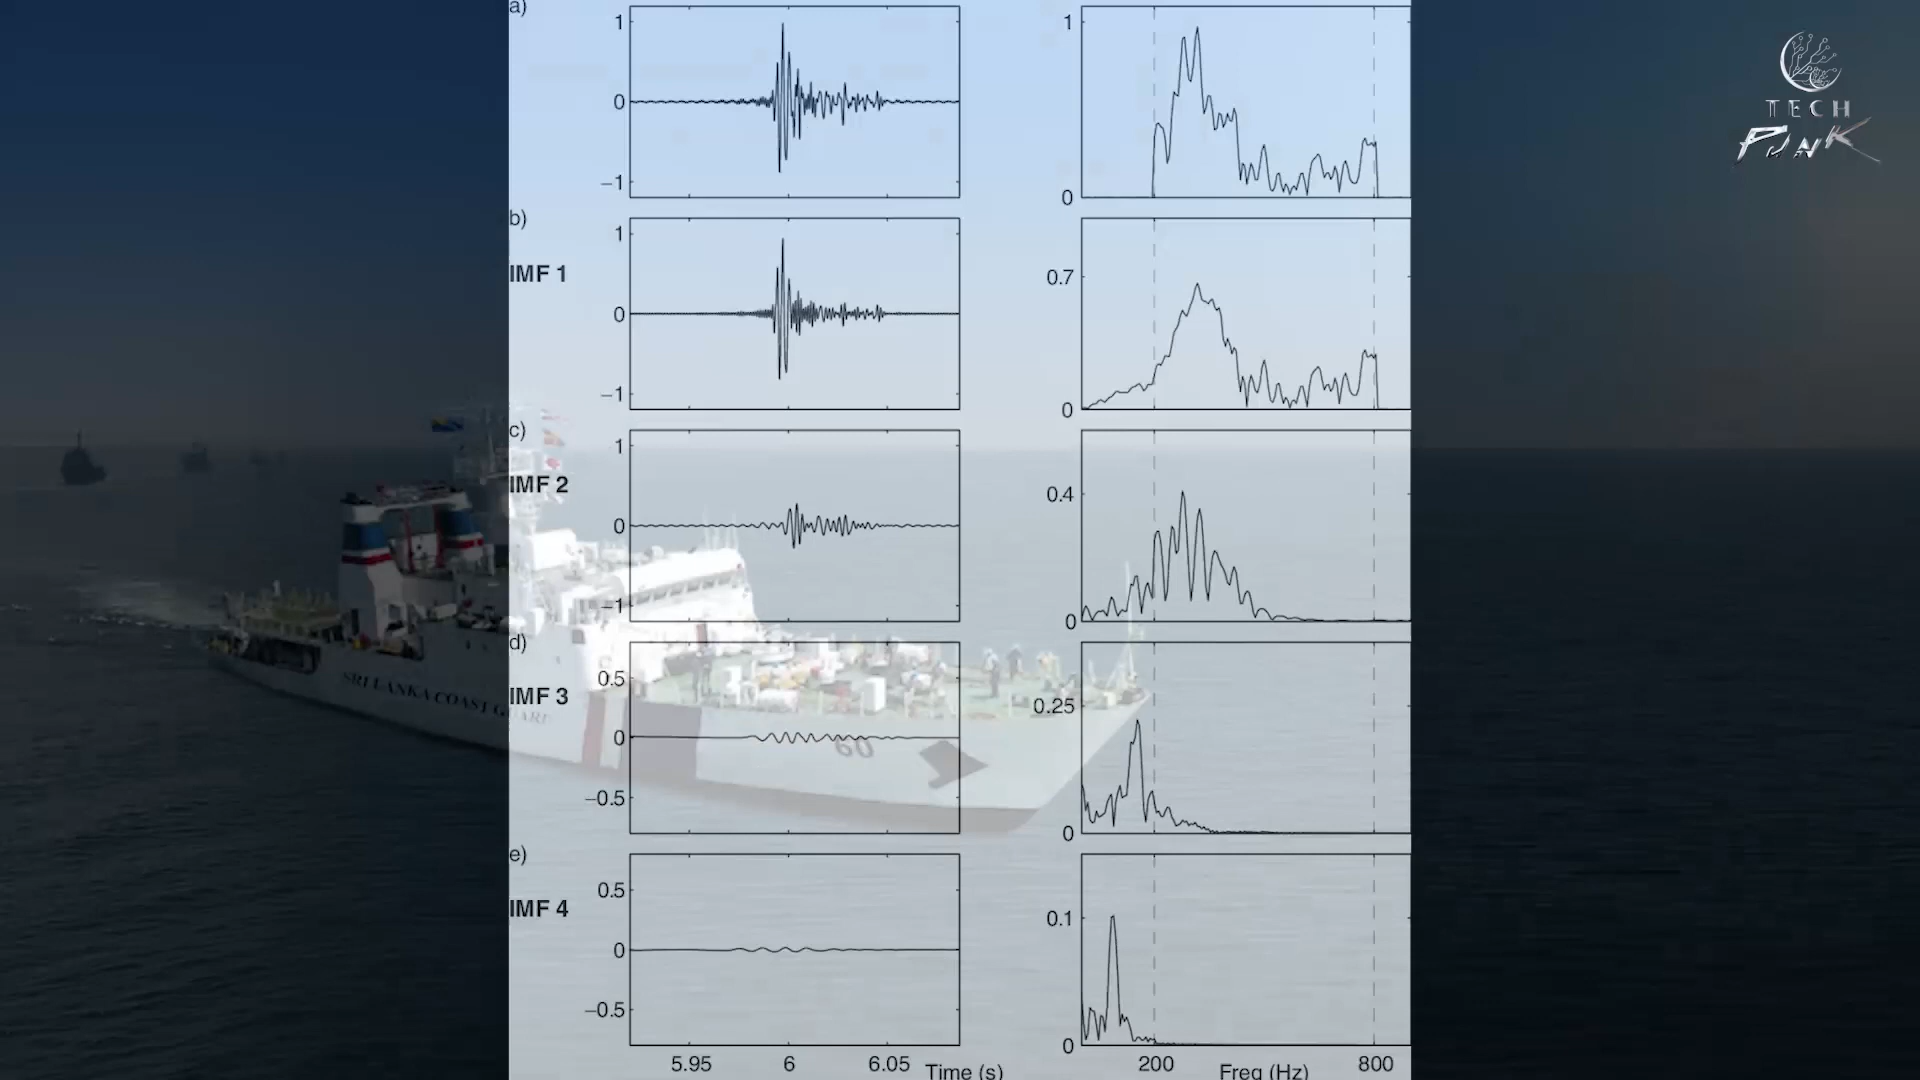 a)
1
0
−1
1
0
b)
IMF 1
1
0
−1
0.7
0
c)
IMF 2
1
0
−1
0.4
0
d)
IMF 3
0.5
0
−0.5
0.25
0
e)
IMF 4
0.5
0
−0.5
0.1
0
5.95 6 6.05 Time (s)
200 Freq (Hz) 800
SRI LANKA COAST GUARD
60
TECH
PUNK